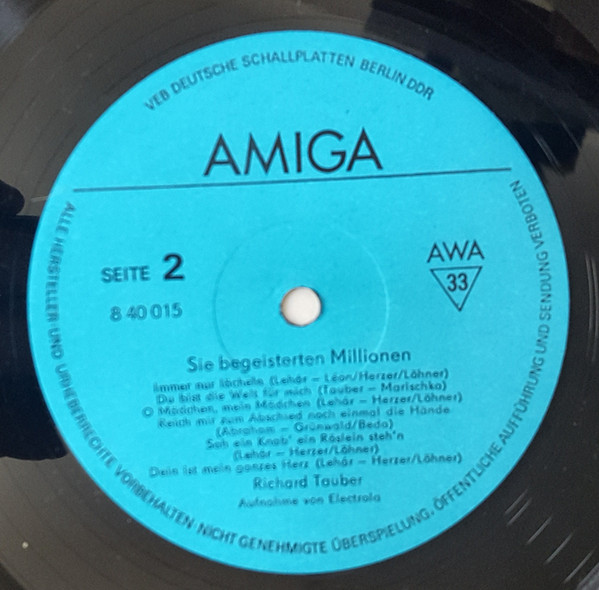 VEB DEUTSCHE SCHALLPLATTEN BERLIN DDR
AMIGA
SEITE 2
8 40 015
AWA
33
Sie begeisterten Millionen
Immer nur lächeln (Lehár – Léon/Herzer/Löhner)
Du bist die Welt für mich (Tauber – Marischka)
O Mädchen, mein Mädchen (Lehár – Herzer/Löhner)
Reich mir zum Abschied noch einmal die Hände
(Abraham – Grünwald/Beda)
Sah ein Knab' ein Röslein steh'n
(Lehár – Herzer/Löhner)
Dein ist mein ganzes Herz (Lehár – Herzer/Löhner)
Richard Tauber
Aufnahme von Electrola
ALLE HERSTELLER- UND URHEBERRECHTE VORBEHALTEN NICHT GENEHMIGTE ÜBERSPIELUNG, ÖFFENTLICHE AUFFÜHRUNG UND SENDUNG VERBOTEN